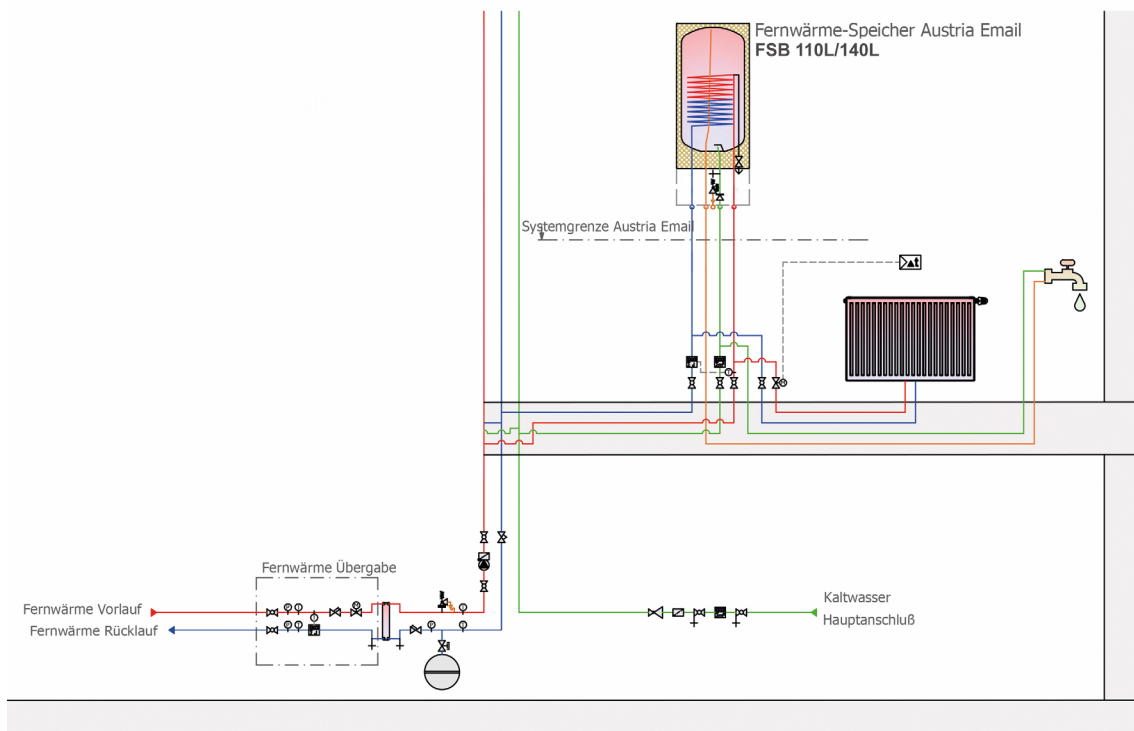 Fernwärme-Speicher Austria Email
FSB 110L/140L
Systemgrenze Austria Email
Fernwärme Übergabe
Fernwärme Vorlauf
Fernwärme Rücklauf
Kaltwasser
Hauptanschluß